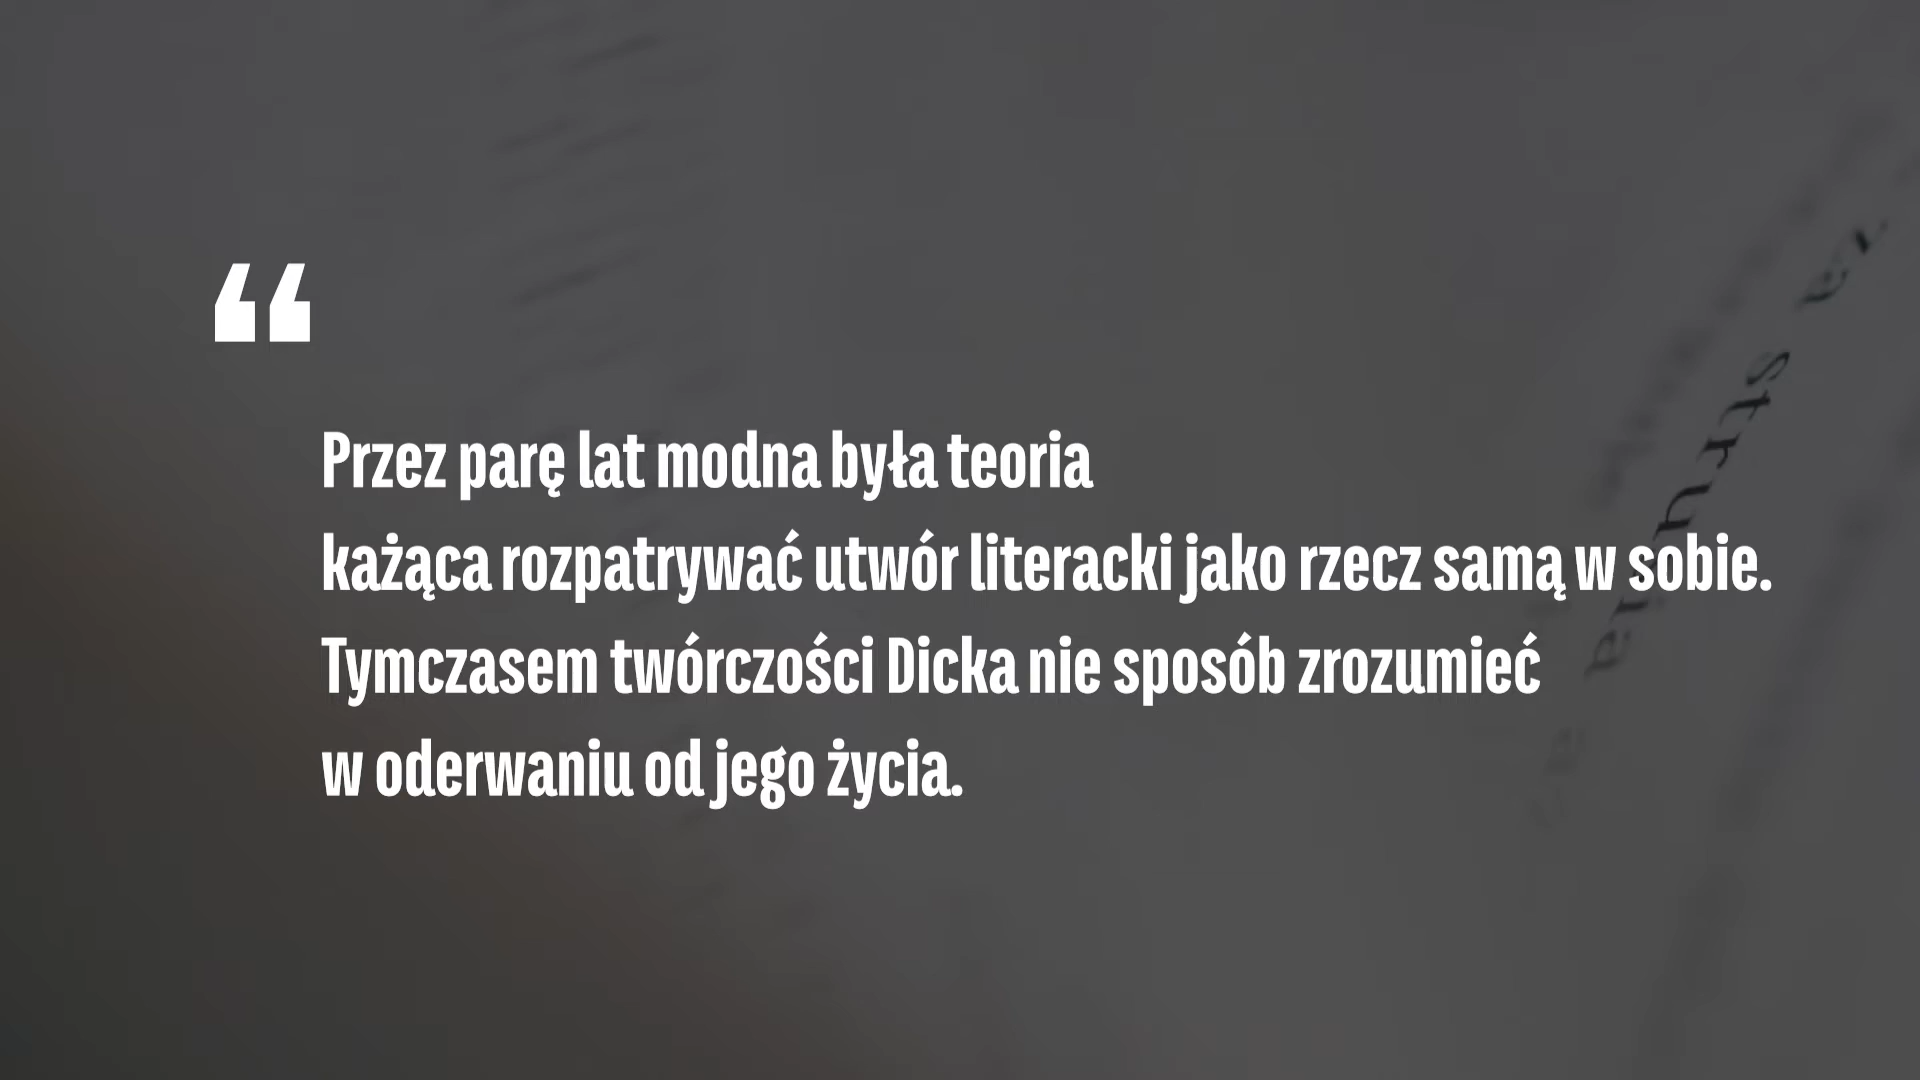 “
Przez parę lat modna była teoria
każąca rozpatrywać utwór literacki jako rzecz samą w sobie.
Tymczasem twórczości Dicka nie sposób zrozumieć
w oderwaniu od jego życia.